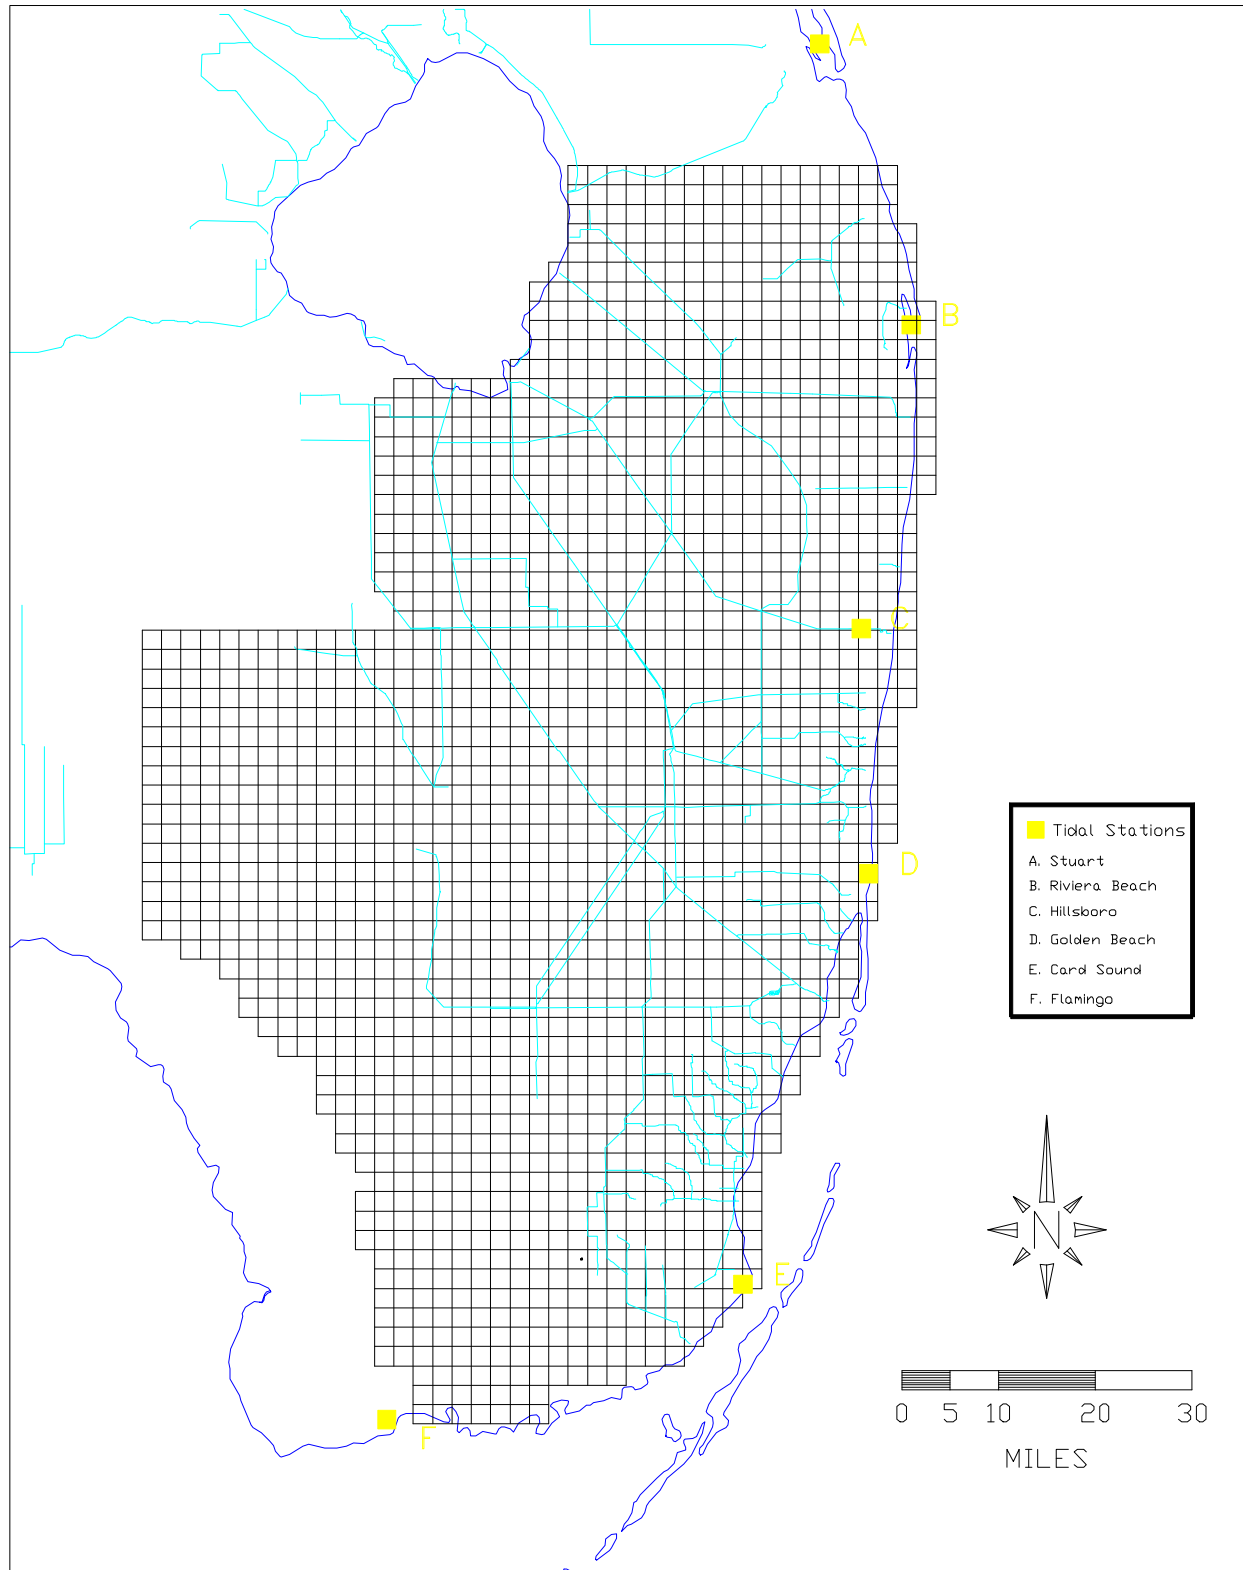 A
B
C
Tidal Stations
A. Stuart
B. Riviera Beach
C. Hillsboro
D. Golden Beach
E. Card Sound
F. Flamingo
D
N
E
0 5 10 20 30
MILES
F